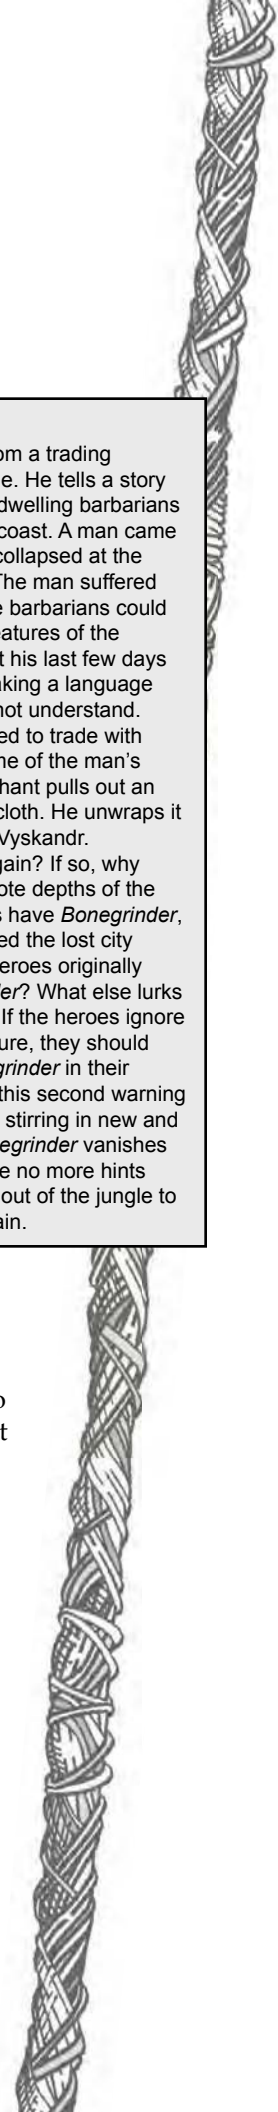 om a trading
e. He tells a story
dwelling barbarians
coast. A man came
collapsed at the
The man suffered
e barbarians could
eatures of the
t his last few days
aking a language
not understand.
ed to trade with
me of the man's
hant pulls out an
cloth. He unwraps it
Vyskandr.
gain? If so, why
ote depths of the
s have Bonegrinder,
ed the lost city
eroes originally
er? What else lurks
If the heroes ignore
ure, they should
grinder in their
this second warning
stirring in new and
negrinder vanishes
e no more hints
out of the jungle to
ain.
o
t